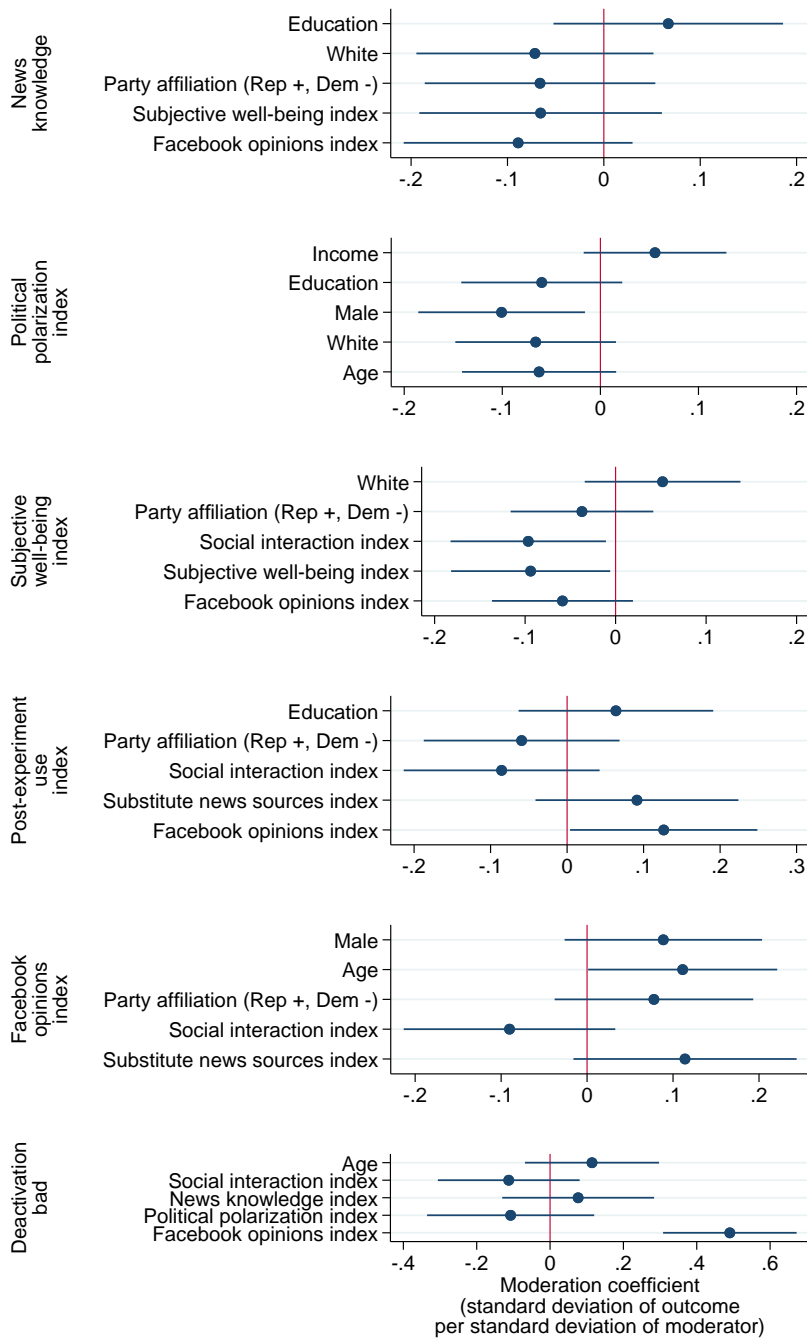 News
knowledge
Education
White
Party affiliation (Rep +, Dem -)
Subjective well-being index
Facebook opinions index
-.2 -.1 0 .1 .2
Political
polarization
index
Income
Education
Male
White
Age
-.2 -.1 0 .1 .2
Subjective
well-being
index
White
Party affiliation (Rep +, Dem -)
Social interaction index
Subjective well-being index
Facebook opinions index
-.2 -.1 0 .1 .2
Post-experiment
use
index
Education
Party affiliation (Rep +, Dem -)
Social interaction index
Substitute news sources index
Facebook opinions index
-.2 -.1 0 .1 .2 .3
Facebook
opinions
index
Male
Age
Party affiliation (Rep +, Dem -)
Social interaction index
Substitute news sources index
-.2 -.1 0 .1 .2
Deactivation
bad
Age
Social interaction index
News knowledge index
Political polarization index
Facebook opinions index
-.4 -.2 0 .2 .4 .6
Moderation coefficient
(standard deviation of outcome
per standard deviation of moderator)